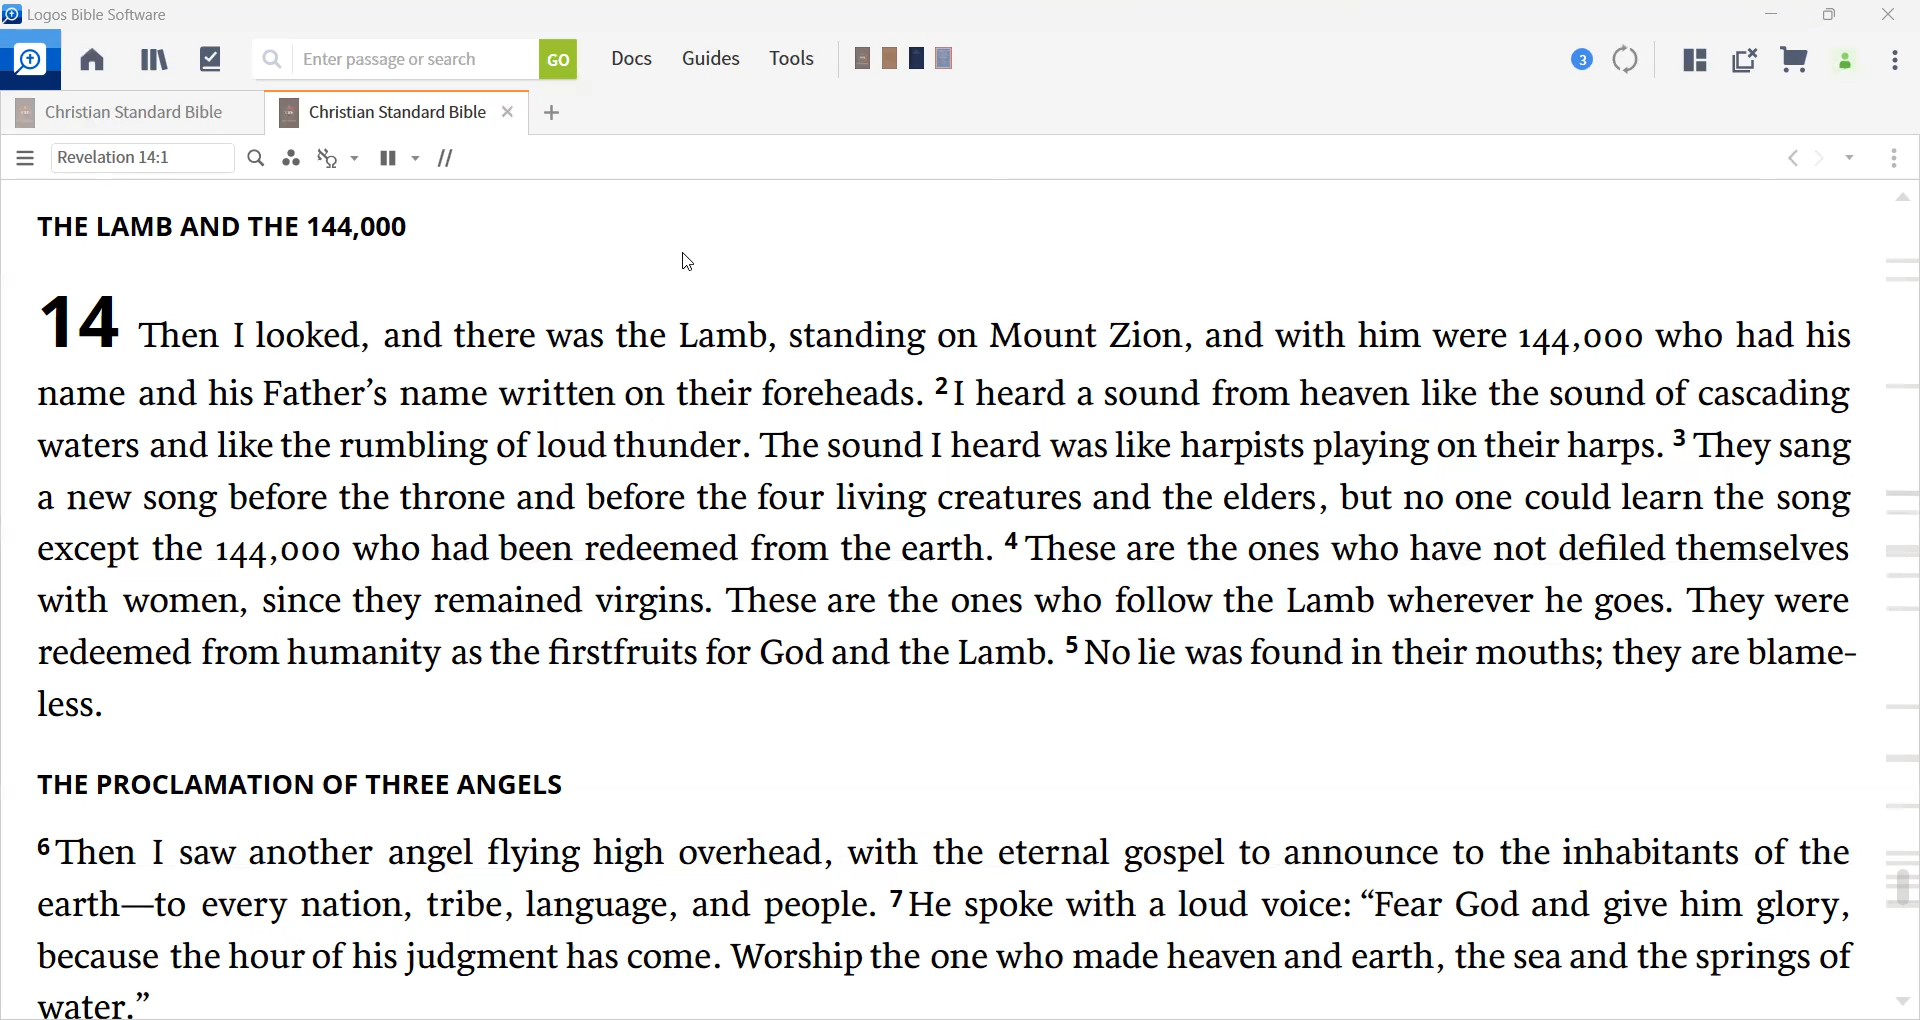 Logos Bible Software
Enter passage or search GO Docs Guides Tools 3
Christian Standard Bible Christian Standard Bible
Revelation 14:1
THE LAMB AND THE 144,000
14 Then I looked, and there was the Lamb, standing on Mount Zion, and with him were 144,000 who had his
name and his Father’s name written on their foreheads. 2 I heard a sound from heaven like the sound of cascading
waters and like the rumbling of loud thunder. The sound I heard was like harpists playing on their harps. 3 They sang
a new song before the throne and before the four living creatures and the elders, but no one could learn the song
except the 144,000 who had been redeemed from the earth. 4 These are the ones who have not defiled themselves
with women, since they remained virgins. These are the ones who follow the Lamb wherever he goes. They were
redeemed from humanity as the firstfruits for God and the Lamb. 5 No lie was found in their mouths; they are blame-
less.
THE PROCLAMATION OF THREE ANGELS
6 Then I saw another angel flying high overhead, with the eternal gospel to announce to the inhabitants of the
earth—to every nation, tribe, language, and people. 7 He spoke with a loud voice: “Fear God and give him glory,
because the hour of his judgment has come. Worship the one who made heaven and earth, the sea and the springs of
water.”